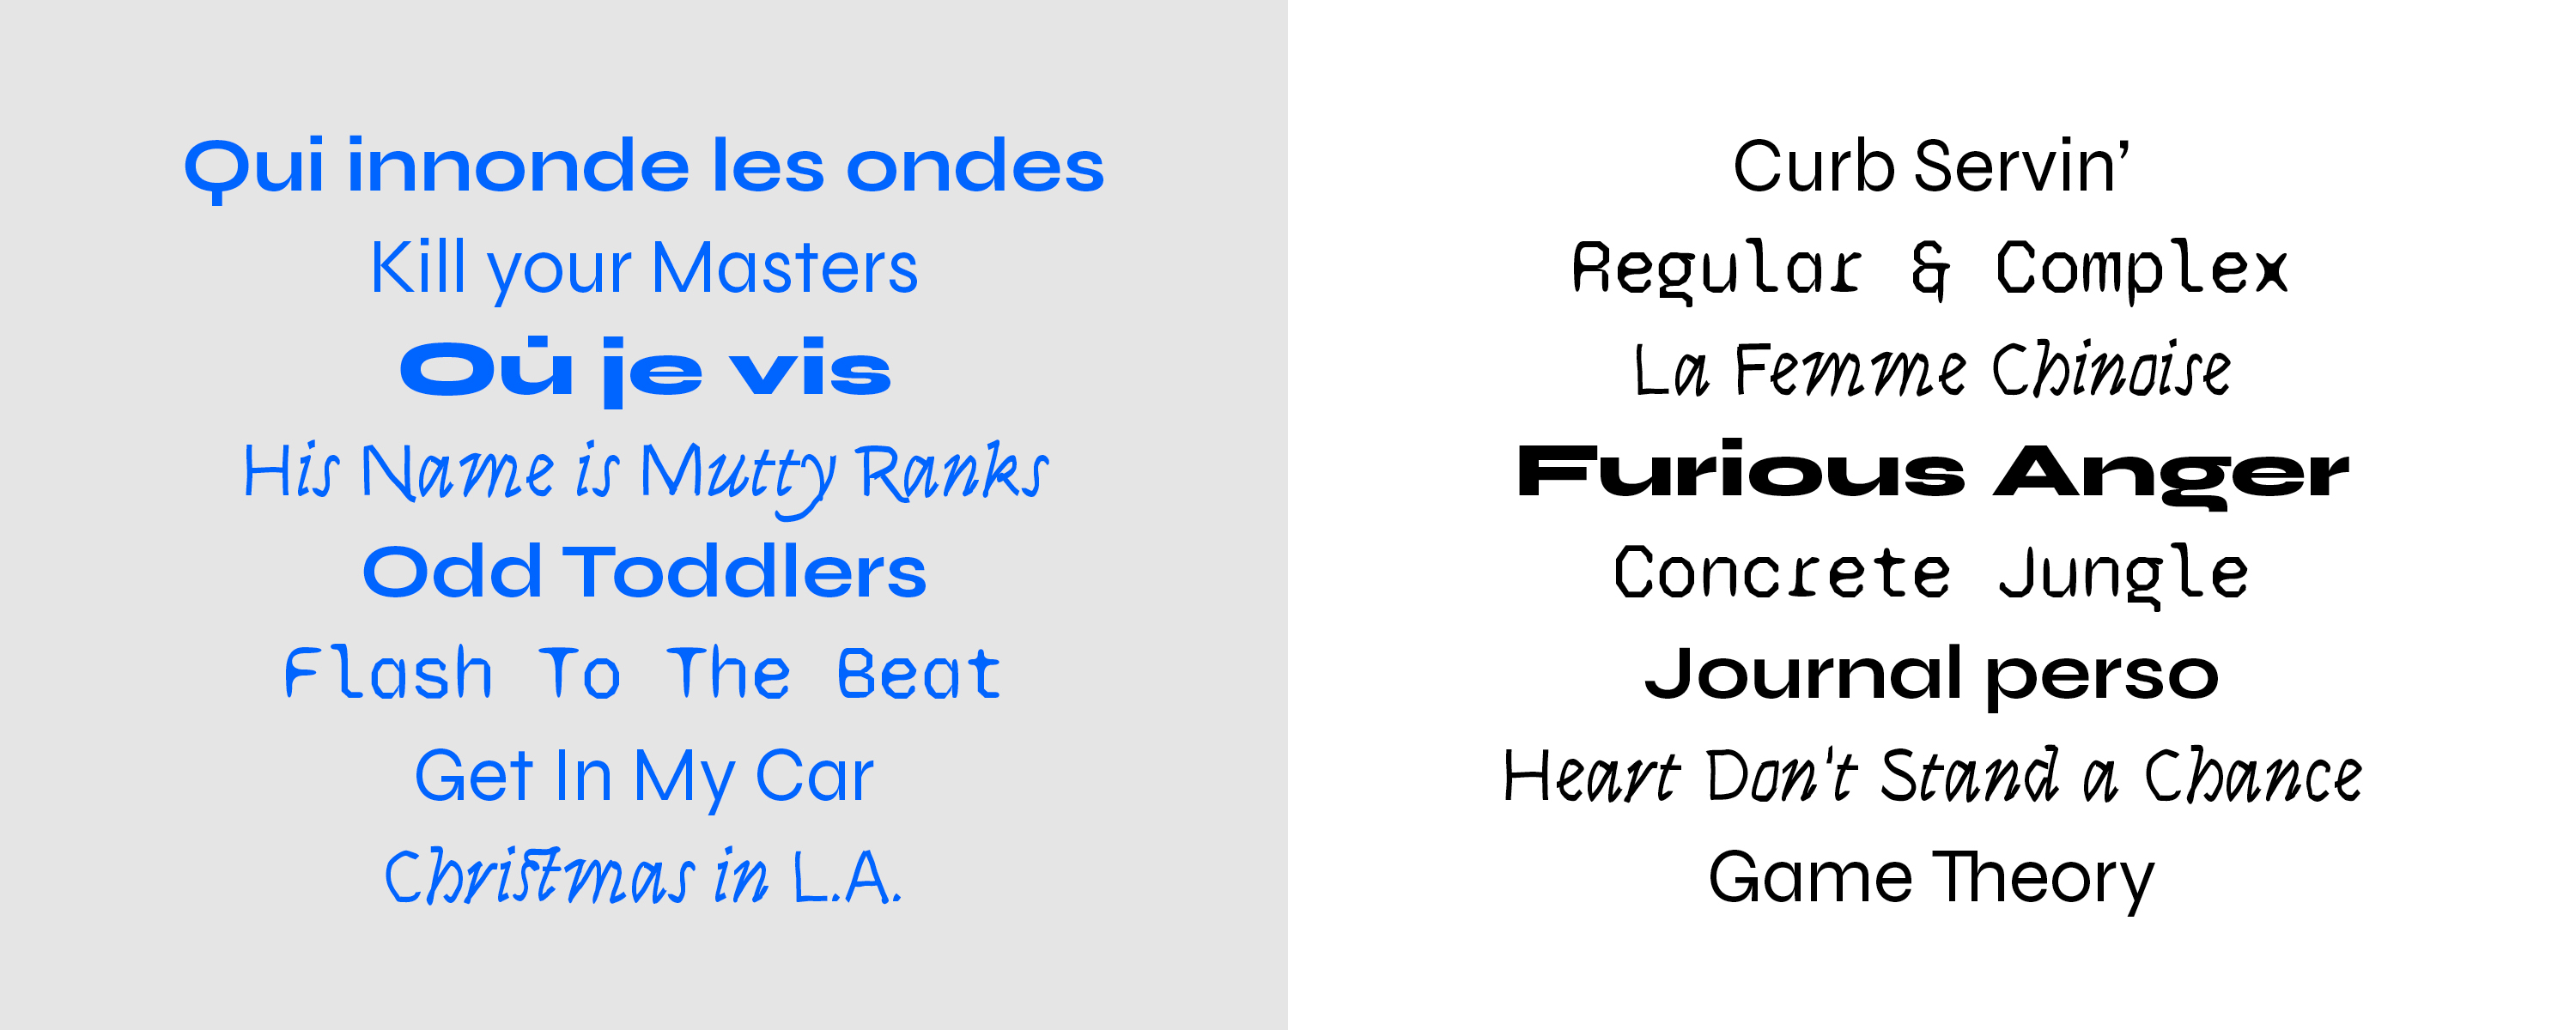 Qui innonde les ondes
Kill your Masters
Où je vis
His Name is Mutty Ranks
Odd Toddlers
Flash To The Beat
Get In My Car
Christmas in L.A.
Curb Servin’
Regular & Complex
La Femme Chinoise
Furious Anger
Concrete Jungle
Journal perso
Heart Don't Stand a Chance
Game Theory